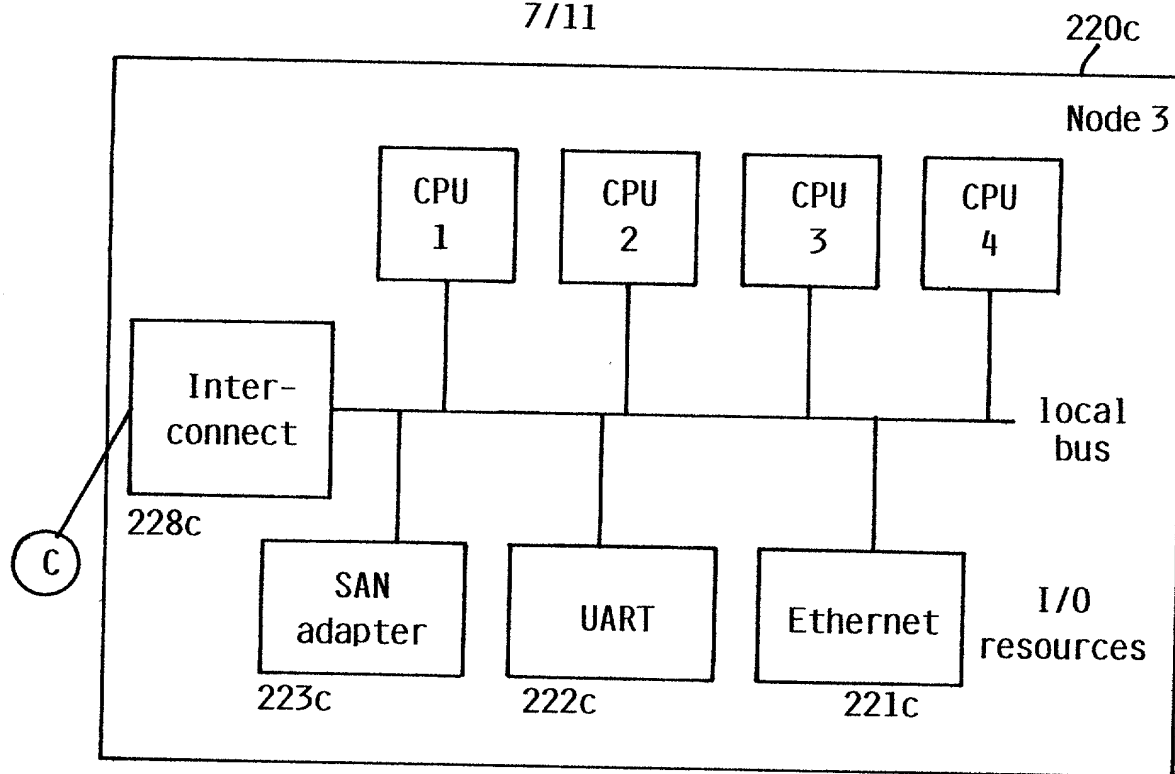 7/11
220c
Node 3
CPU
1
CPU
2
CPU
3
CPU
4
Inter-
connect
local
bus
228c
C
SAN
adapter
UART
Ethernet
I/O
resources
223c
222c
221c